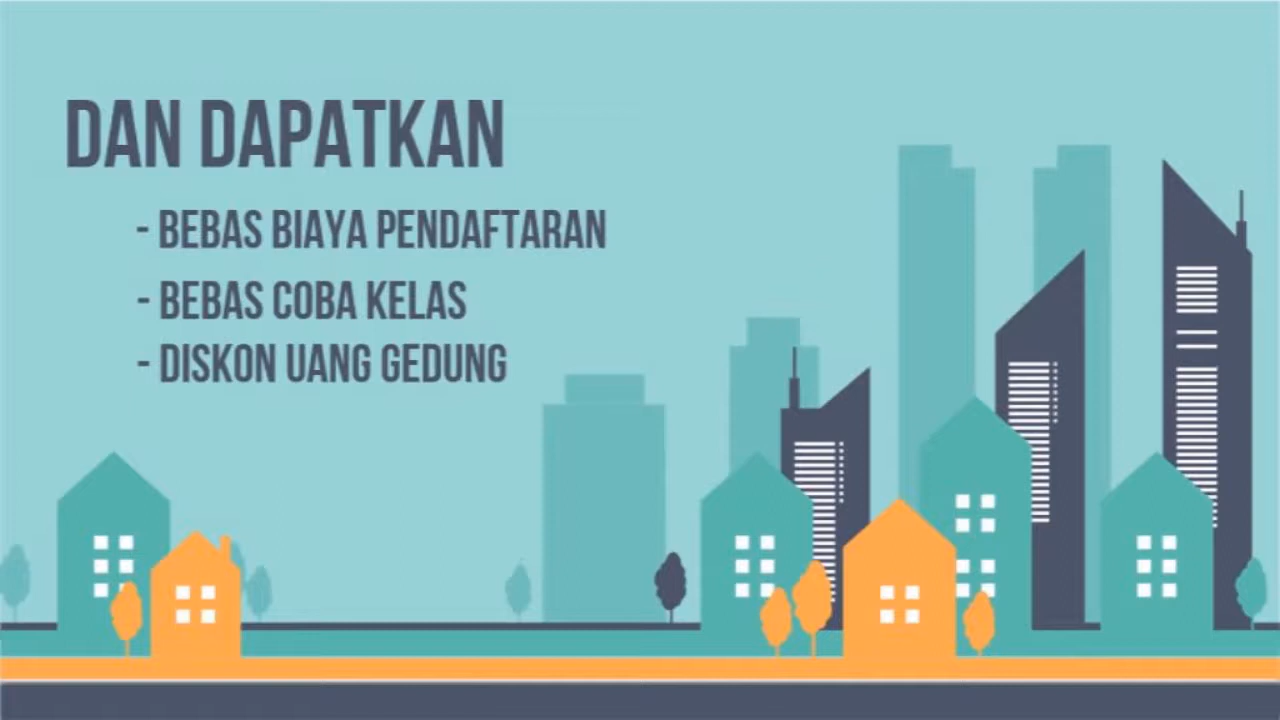 DAN DAPATKAN
- BEBAS BIAYA PENDAFTARAN
- BEBAS COBA KELAS
- DISKON UANG GEDUNG